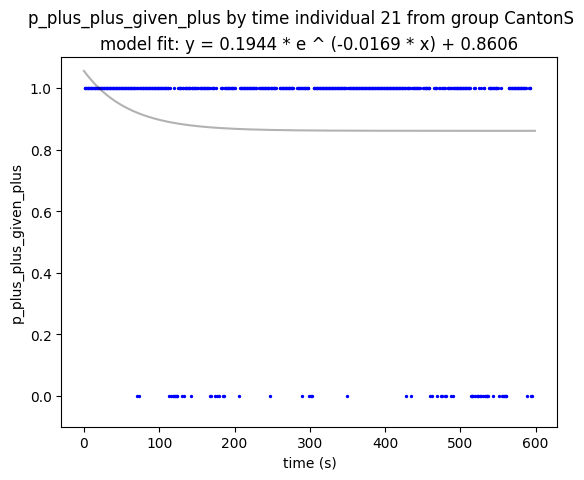 p_plus_plus_given_plus by time individual 21 from group CantonS
model fit: y = 0.1944 * e ^ (-0.0169 * x) + 0.8606
p_plus_plus_given_plus
1.0
0.8
0.6
0.4
0.2
0.0
0 100 200 300 400 500 600
time (s)